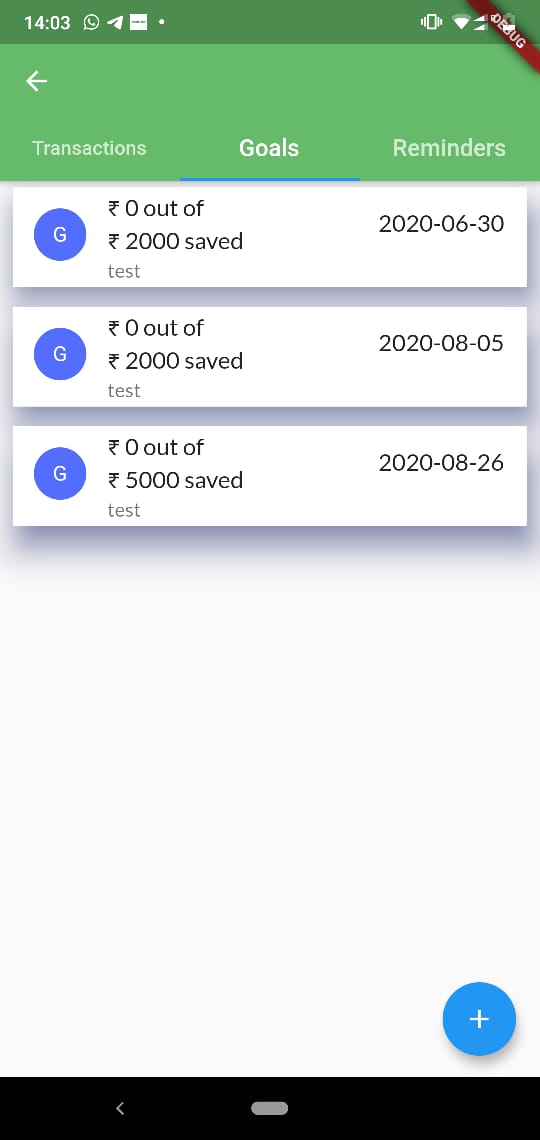 14:03
DEBUG
Transactions
Goals
Reminders
G
₹ 0 out of
₹ 2000 saved
test
2020-06-30
G
₹ 0 out of
₹ 2000 saved
test
2020-08-05
G
₹ 0 out of
₹ 5000 saved
test
2020-08-26
+